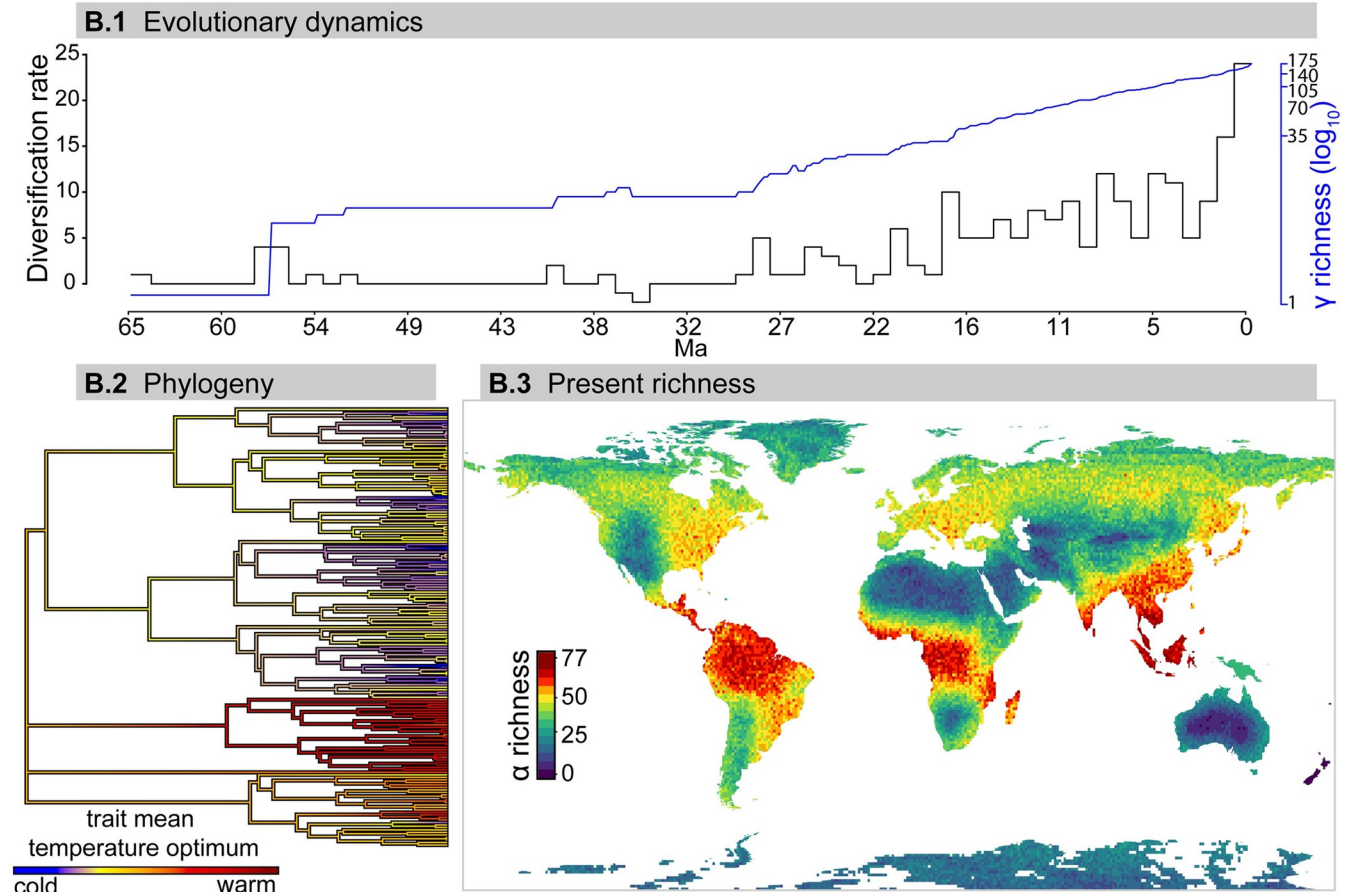 B.1 Evolutionary dynamics
Diversification rate
25
20
15
10
5
0
175
140
105
70
35
1
γ richness (log10)
65 60 54 49 43 38 32 27 22 16 11 5 0
Ma
B.2 Phylogeny
trait mean
temperature optimum
cold warm
B.3 Present richness
α richness
77
50
25
0